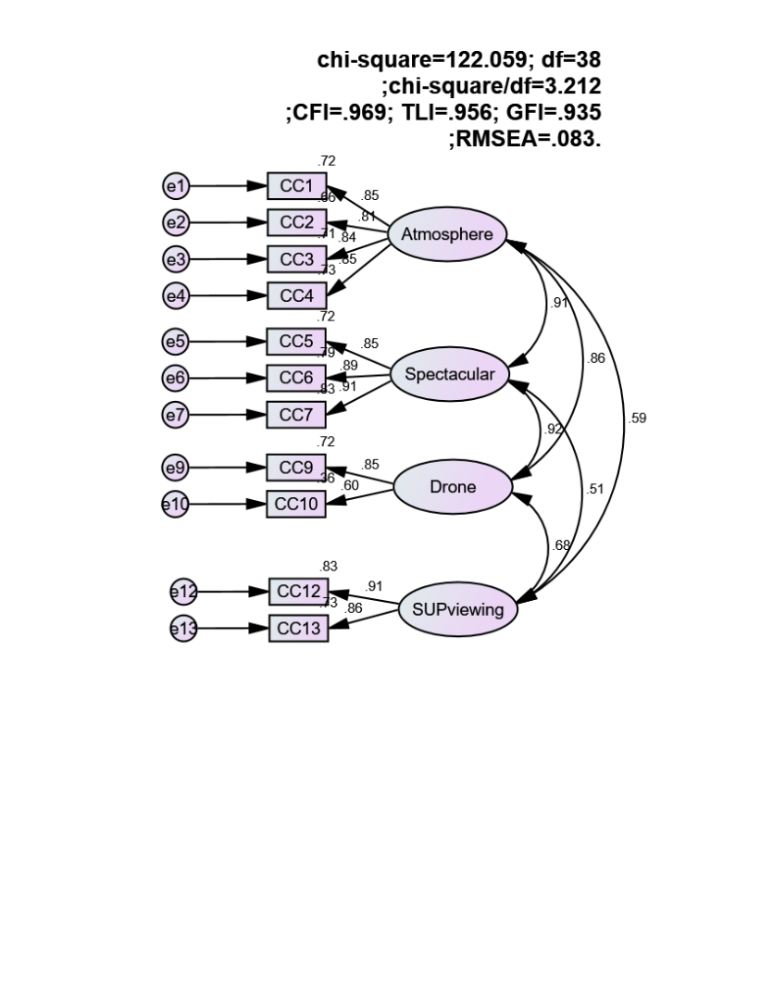 chi-square=122.059; df=38
;chi-square/df=3.212
;CFI=.969; TLI=.956; GFI=.935
;RMSEA=.083.
.72
e1 CC1 .85
.66
e2 CC2 .81 Atmosphere
.71 .84
e3 CC3 .85
.73
e4 CC4 .91
.72
e5 CC5 .85
.79 .86
e6 CC6 .89 Spectacular
.83 .91
e7 CC7 .92 .59
.72
e9 CC9 .85
.36 .60 Drone .51
e10 CC10
.68
.83
e12 CC12 .91
.73 .86 SUPviewing
e13 CC13